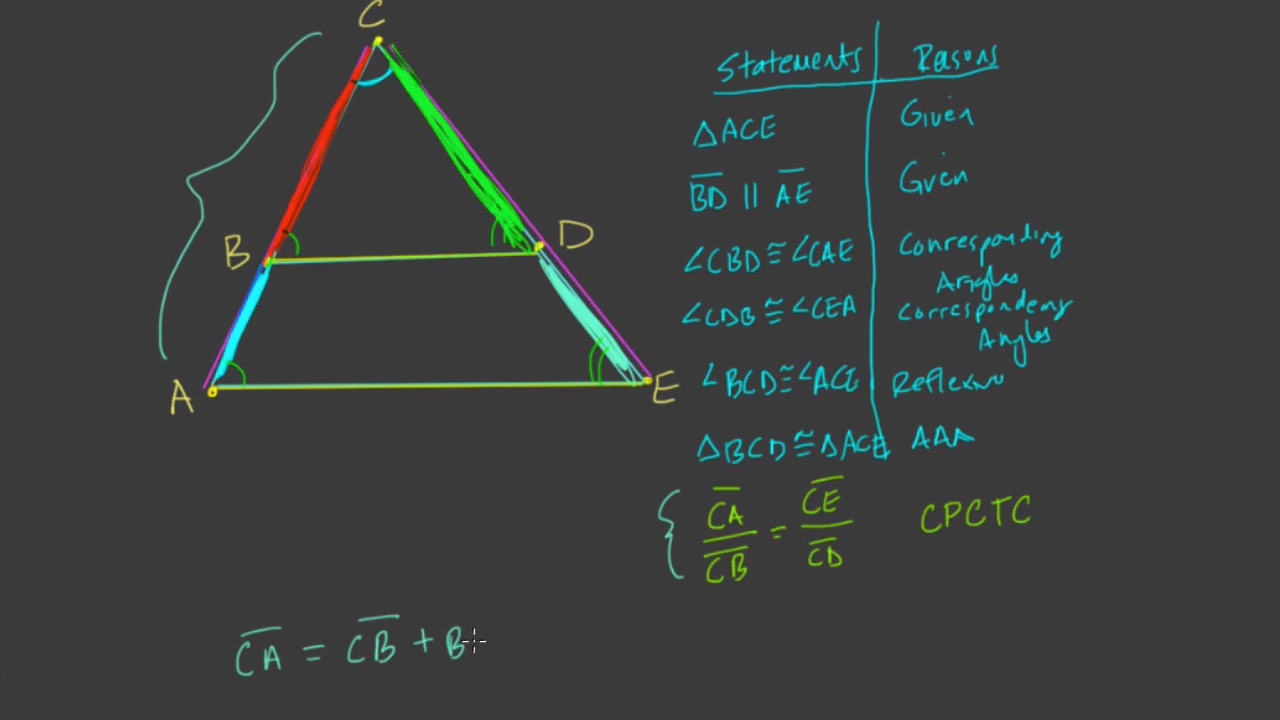 C
B
D
A
E
Statements Reasons
△ACE Given
BD || AE Given
∠CBD ≅ ∠CAE Corresponding Angles
∠CDB ≅ ∠CEA Corresponding Angles
∠BCD ≅ ∠ACE Reflexive
△BCD ≅ △ACE AAA
CA/CB = CE/CD CPCTC
CA = CB + B